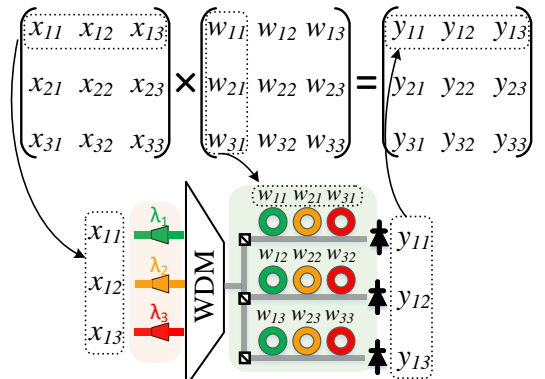 x11 x12 x13 w11 w12 w13 y11 y12 y13
x21 x22 x23 × w21 w22 w23 = y21 y22 y23
x31 x32 x33 w31 w32 w33 y31 y32 y33
w11 w21 w31
x11 λ1 y11
w12 w22 w32
x12 λ2 WDM y12
w13 w23 w33
x13 λ3 y13